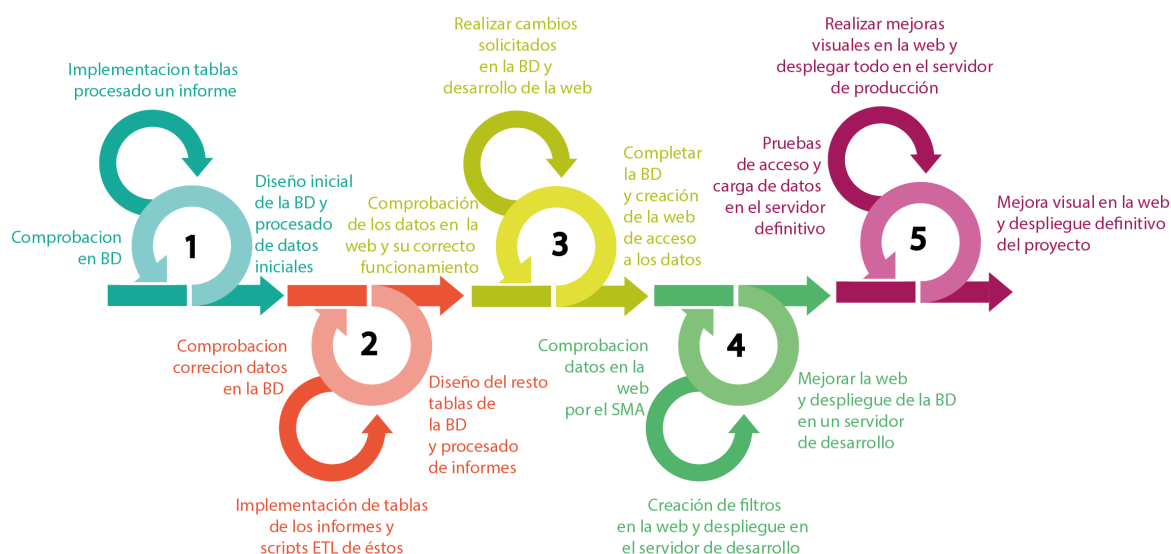 Implementacion tablas
procesado un informe
Comprobacion
en BD
1
Diseño inicial
de la BD y
procesado
de datos
iniciales
Comprobacion
correcion datos
en la BD
2
Diseño del resto
tablas de
la BD
y procesado
de informes
Implementación de tablas
de los informes y
scripts ETL de éstos
Realizar cambios
solicitados
en la BD y
desarrollo de la web
Comprobación
de los datos en la
web y su correcto
funcionamiento
3
Completar
la BD
y creación
de la web
de acceso
a los datos
Comprobacion
datos en la
web
por el SMA
4
Mejorar la web
y despliegue de la BD
en un servidor
de desarrollo
Creación de filtros
en la web y despliegue en
el servidor de desarrollo
Realizar mejoras
visuales en la web y
desplegar todo en el servidor
de producción
Pruebas
de acceso y
carga de datos
en el servidor
definitivo
5
Mejora visual en la web
y despliegue definitivo
del proyecto